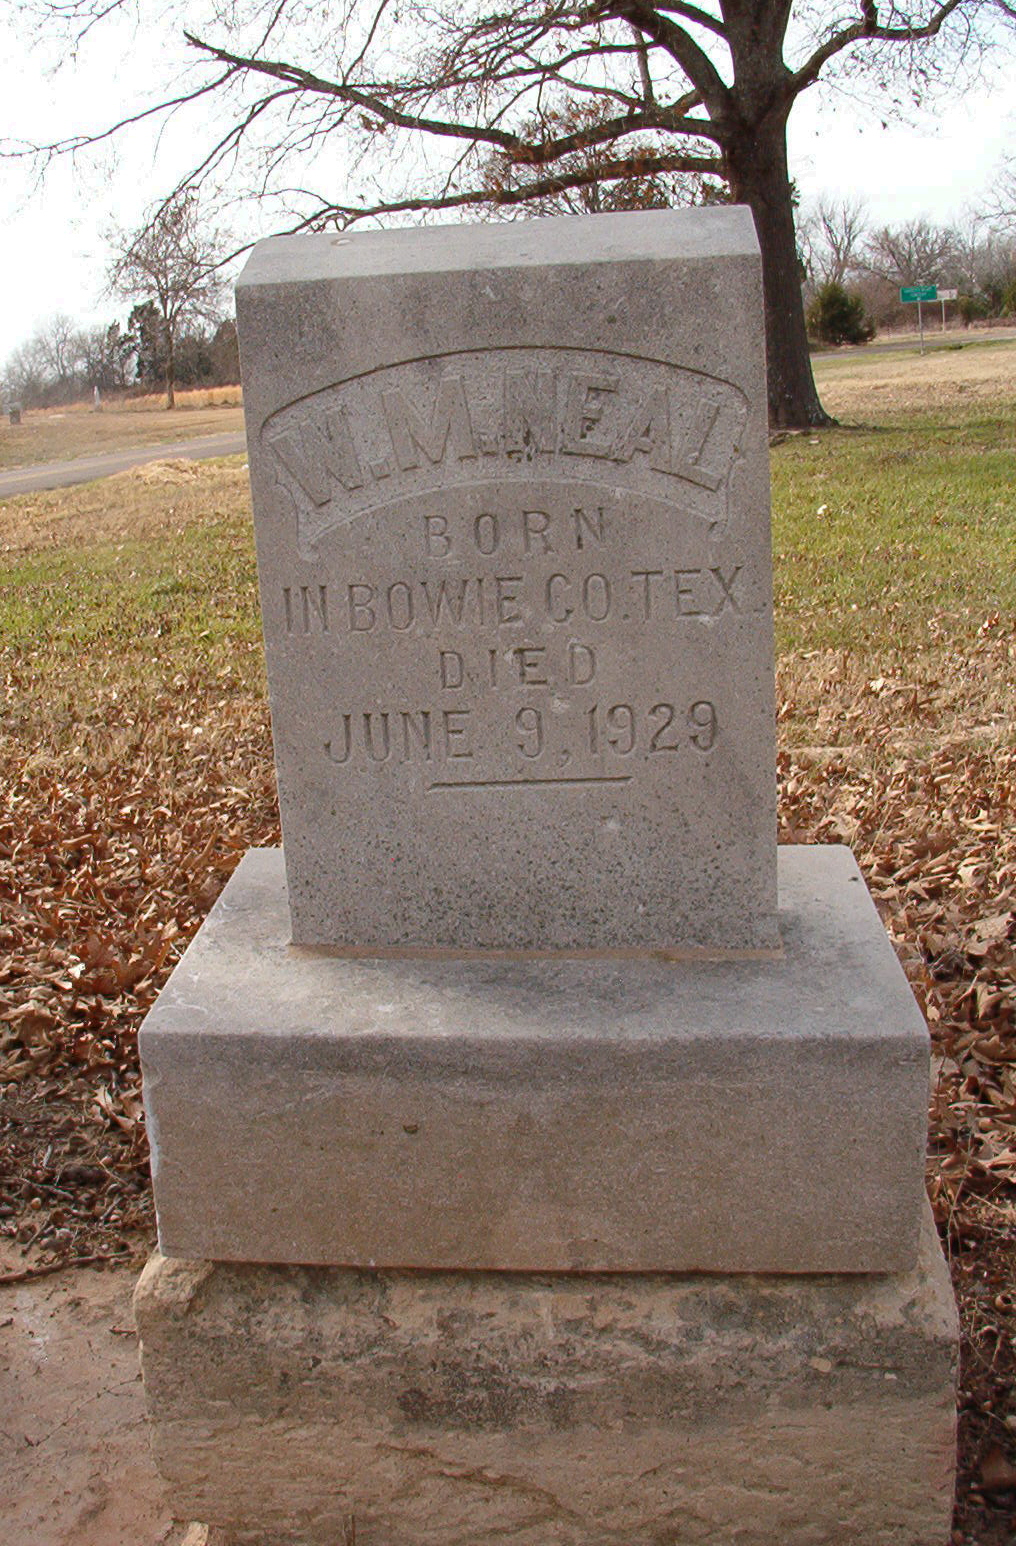 W. M. NEAL
BORN
IN BOWIE CO. TEX.
DIED
JUNE 9, 1929